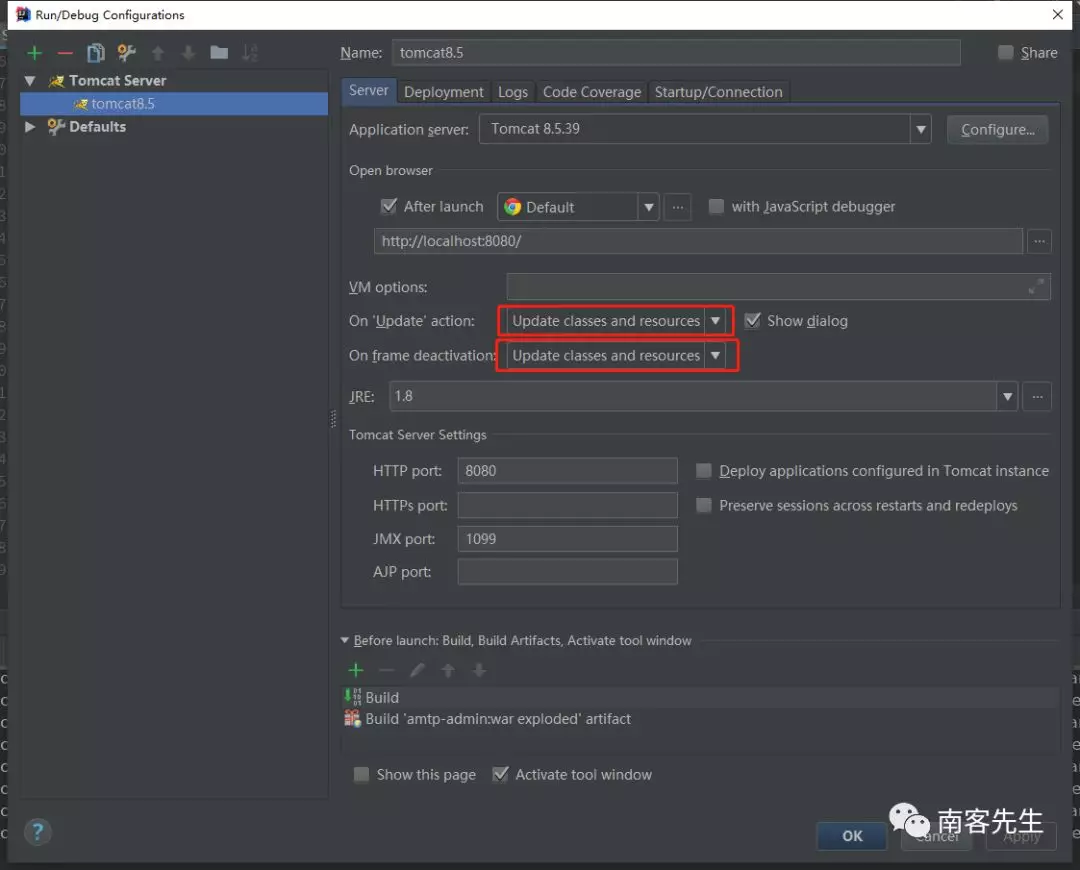 Run/Debug Configurations
Name: tomcat8.5 Share
Tomcat Server
tomcat8.5
Defaults
Server Deployment Logs Code Coverage Startup/Connection
Application server: Tomcat 8.5.39 Configure...
Open browser
After launch Default ... with JavaScript debugger
http://localhost:8080/ ...
VM options:
On 'Update' action: Update classes and resources Show dialog
On frame deactivation: Update classes and resources
JRE: 1.8 ...
Tomcat Server Settings
HTTP port: 8080 Deploy applications configured in Tomcat instance
HTTPs port: Preserve sessions across restarts and redeploys
JMX port: 1099
AJP port:
Before launch: Build, Build Artifacts, Activate tool window
Build
Build 'amtp-admin:war exploded' artifact
Show this page Activate tool window
南客先生
? OK Cancel Apply